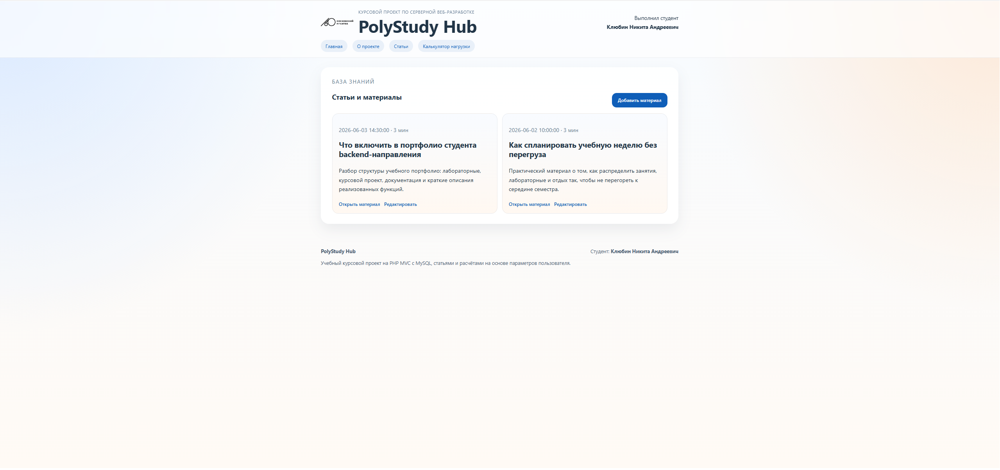 КУРСОВОЙ ПРОЕКТ ПО СЕРВЕРНОЙ ВЕБ-РАЗРАБОТКЕ
московский
политех
PolyStudy Hub
Выполнил студент
Клюбин Никита Андреевич
Главная
О проекте
Статьи
Калькулятор нагрузки
БАЗА ЗНАНИЙ
Статьи и материалы
Добавить материал
2026-06-03 14:30:00 · 3 мин
Что включить в портфолио студента
backend-направления
Разбор структуры учебного портфолио: лабораторные,
курсовой проект, документация и краткие описания
реализованных функций.
Открыть материал Редактировать
2026-06-02 10:00:00 · 3 мин
Как спланировать учебную неделю без
перегруза
Практический материал о том, как распределить занятия,
лабораторные и отдых так, чтобы не перегореть к
середине семестра.
Открыть материал Редактировать
PolyStudy Hub
Студент: Клюбин Никита Андреевич
Учебный курсовой проект на PHP MVC с MySQL, статьями и расчётами на основе параметров пользователя.